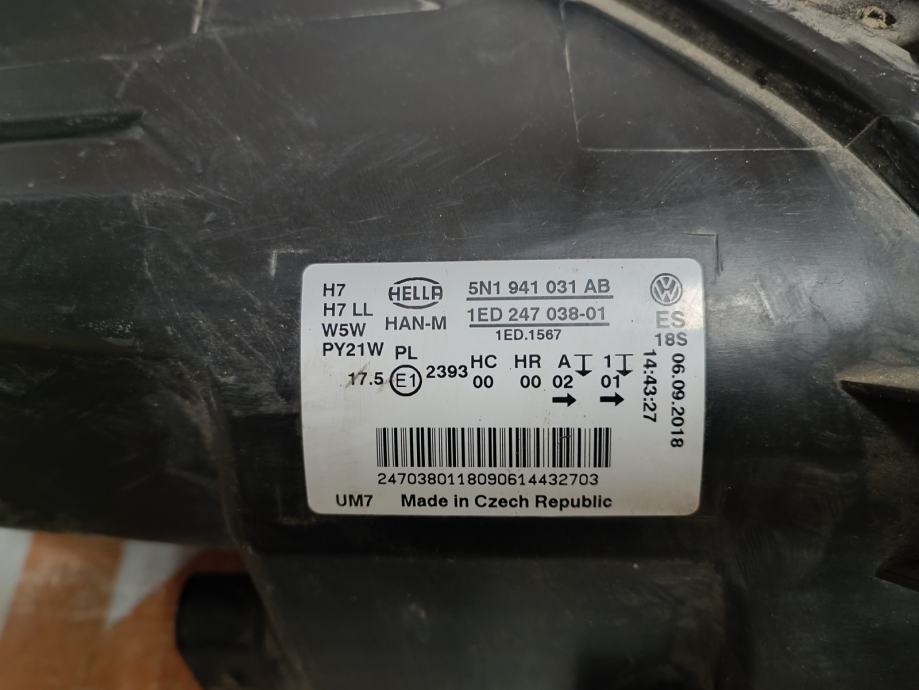 H7
H7 LL
W5W
PY21W
HELLA
HAN-M
5N1 941 031 AB
1ED 247 038-01
1ED.1567
VW
ES
18S
06.09.2018
14:43:27
PL
17.5 E1 2393
HC HR A 1
00 00 02 01
→ →
2470380118090614432703
UM7 Made in Czech Republic